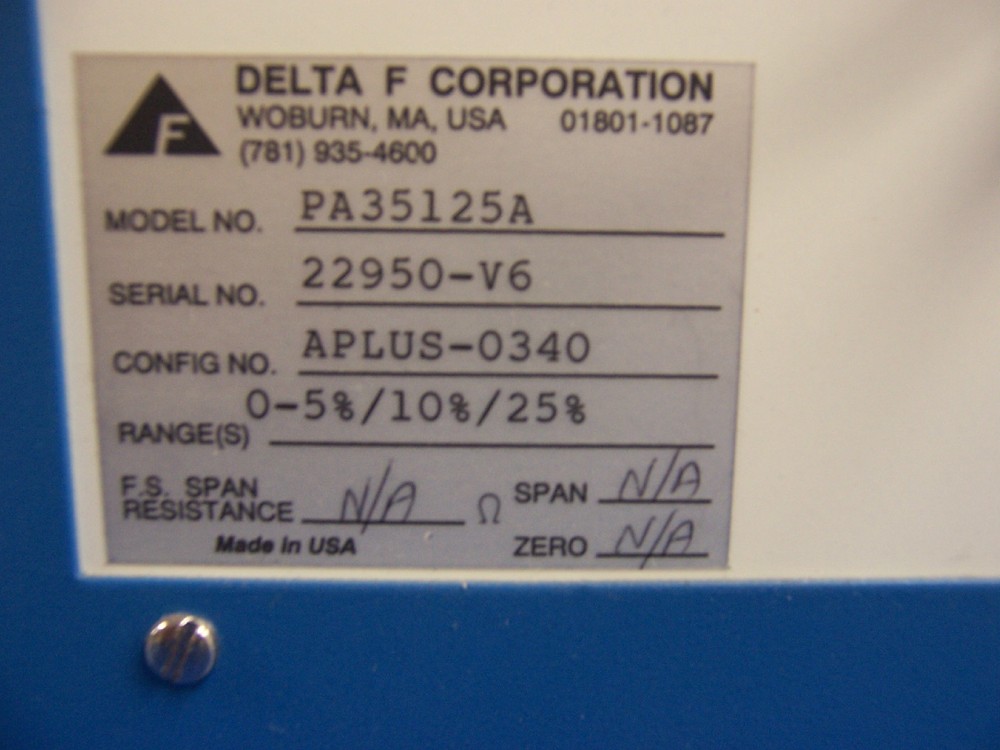 DELTA F CORPORATION
WOBURN, MA, USA 01801-1087
(781) 935-4600
F
MODEL NO. PA35125A
SERIAL NO. 22950-V6
CONFIG NO. APLUS-0340
RANGE(S) 0-5%/10%/25%
F.S. SPAN
RESISTANCE N/A Ω SPAN N/A
Made in USA ZERO N/A